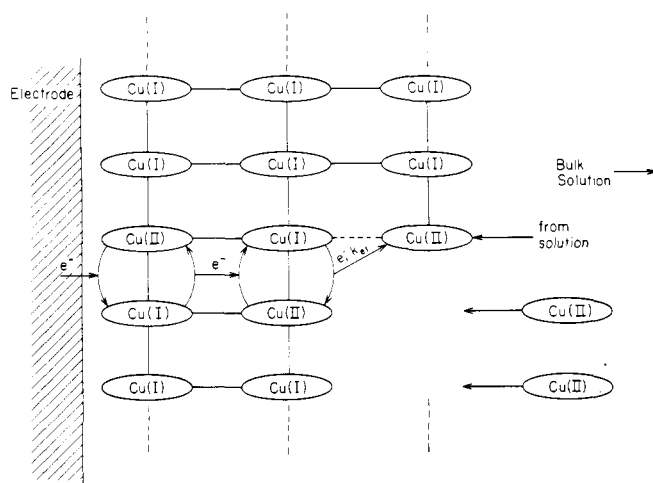 Cu(I) Cu(I) Cu(I)
Electrode
Cu(I) Cu(I) Cu(I)
Bulk
Solution
Cu(II) Cu(I) Cu(II)
from
solution
e⁻ e⁻ e⁻, k
Cu(I) Cu(II) Cu(II)
Cu(I) Cu(I) Cu(II)